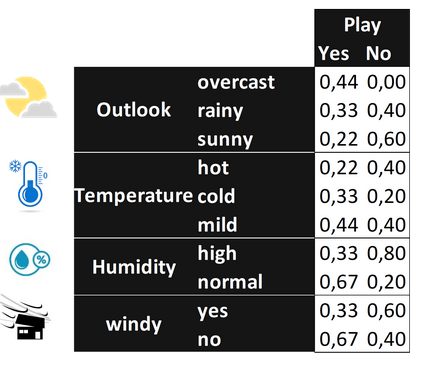 Play
Yes No
Outlook overcast 0,44 0,00
rainy 0,33 0,40
sunny 0,22 0,60
Temperature hot 0,22 0,40
cold 0,33 0,20
mild 0,44 0,40
Humidity high 0,33 0,80
normal 0,67 0,20
windy yes 0,33 0,60
no 0,67 0,40
0
%